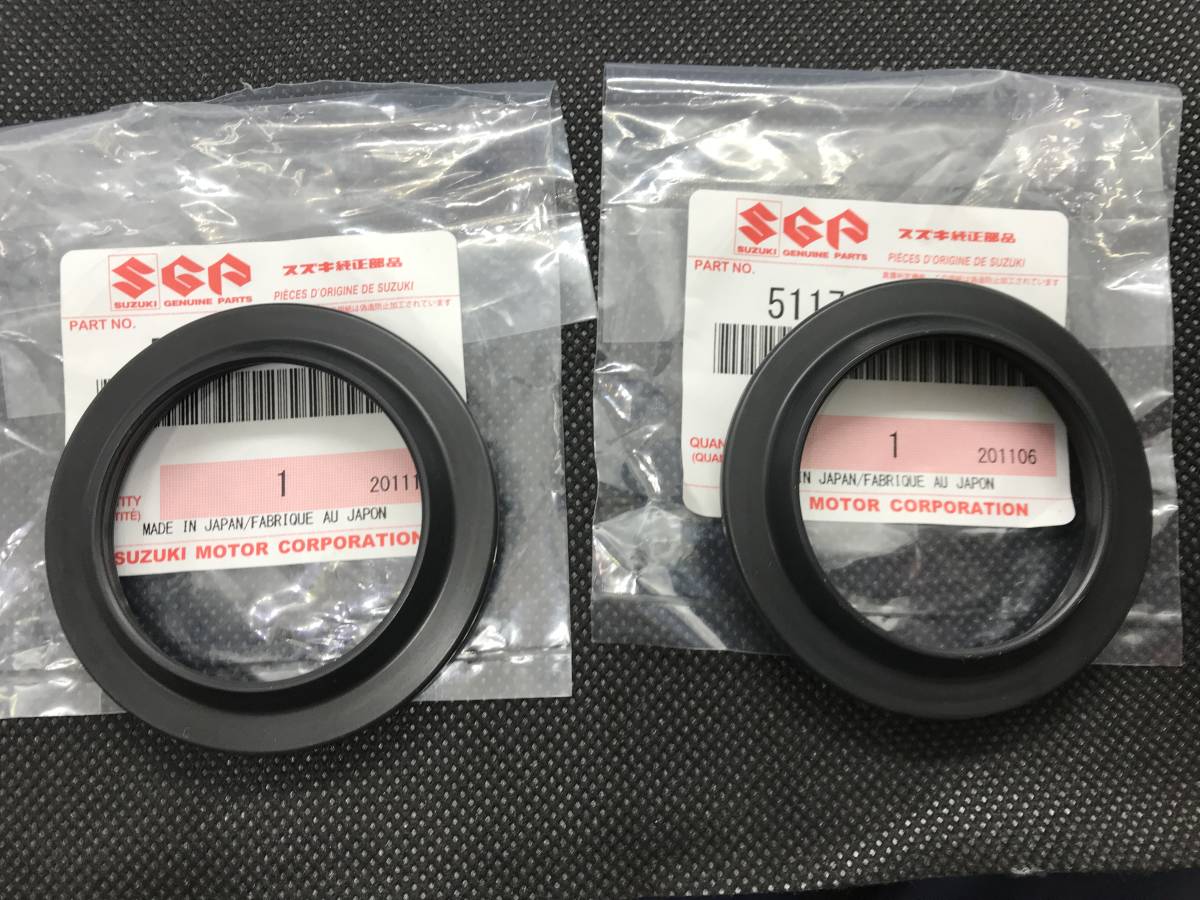 SGP スズキ純正部品
SUZUKI GENUINE PARTS PIÈCES D'ORIGINE DE SUZUKI
PART NO.
1 20111
MADE IN JAPAN/FABRIQUE AU JAPON
SUZUKI MOTOR CORPORATION
SGP スズキ純正部品
SUZUKI GENUINE PARTS PIÈCES D'ORIGINE DE SUZUKI
PART NO.
5117
QUAN 1 201106
(QUAN
IN JAPAN/FABRIQUE AU JAPON
MOTOR CORPORATION